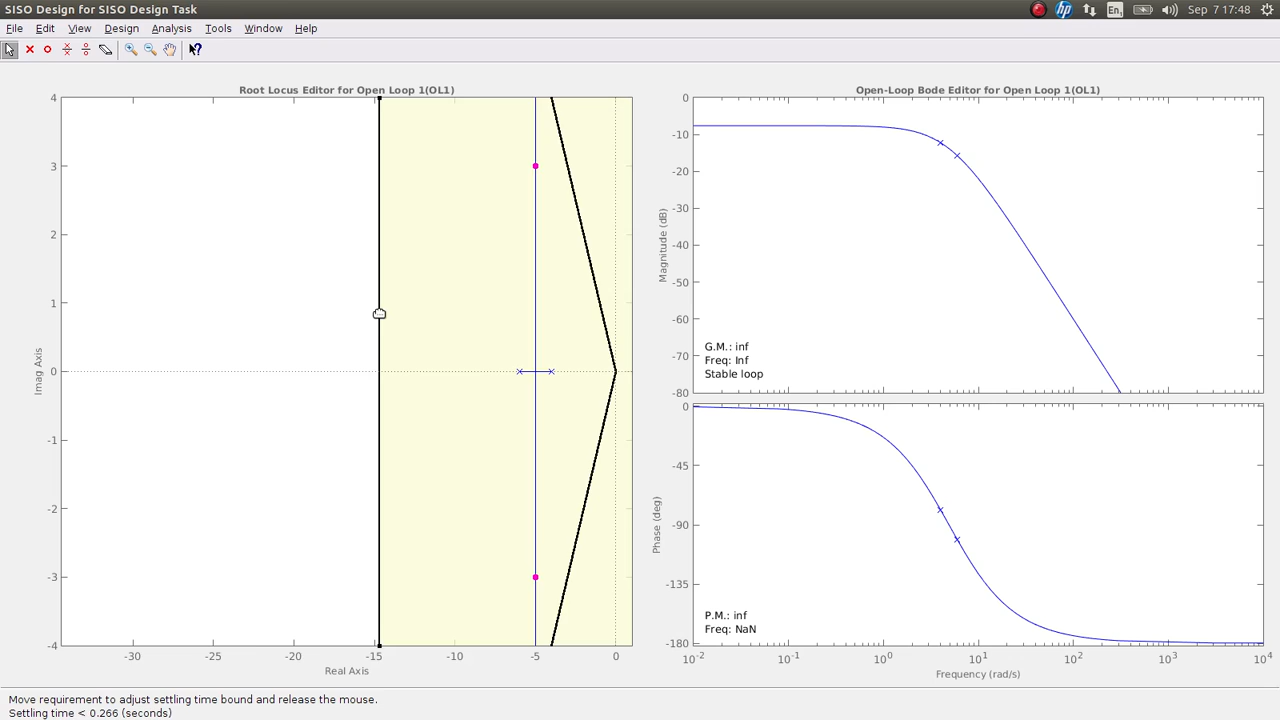 SISO Design for SISO Design Task
En1
Sep 7 17:48
File Edit View Design Analysis Tools Window Help
Root Locus Editor for Open Loop 1(OL1)
4
3
2
1
0
-1
-2
-3
-4
Imag Axis
-30 -25 -20 -15 -10 -5 0
Real Axis
Open-Loop Bode Editor for Open Loop 1(OL1)
0
-10
-20
-30
-40
-50
-60
-70
-80
Magnitude (dB)
G.M.: inf
Freq: Inf
Stable loop
0
-45
-90
-135
-180
Phase (deg)
P.M.: inf
Freq: NaN
10^-2 10^-1 10^0 10^1 10^2 10^3 10^4
Frequency (rad/s)
Move requirement to adjust settling time bound and release the mouse.
Settling time < 0.266 (seconds)